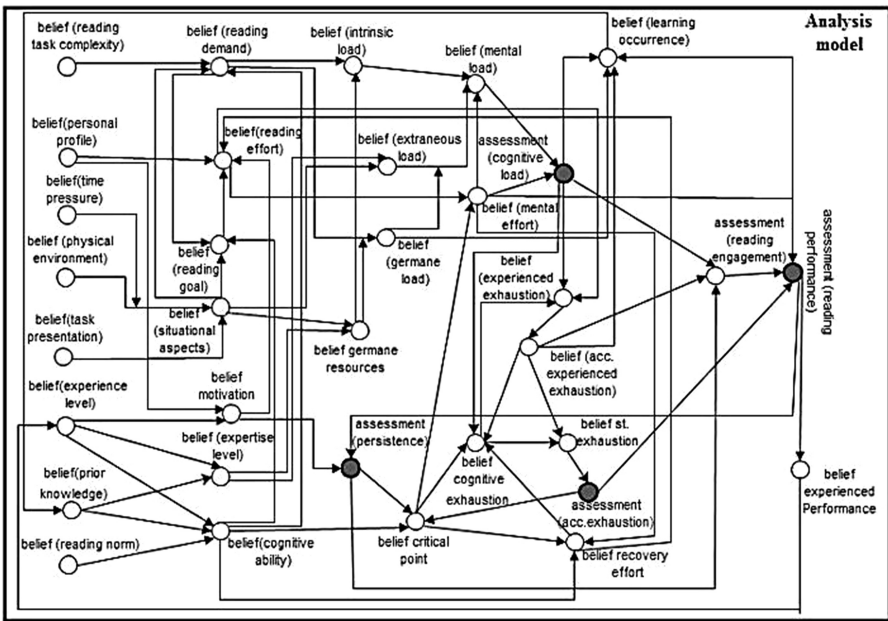 Analysis
model
belief (reading
task complexity)
belief (reading
demand)
belief (intrinsic
load)
belief (mental
load)
belief (learning
occurrence)
belief(personal
profile)
belief(reading
effort)
belief (extraneous
load)
assessment
(cognitive
load)
belief(time
pressure)
belief (mental
effort)
assessment
(reading
engagement)
assessment (reading
performance)
belief (physical
environment)
belief
(reading
goal)
belief
(germane
load)
belief
(experienced
exhaustion)
belief(task
presentation)
belief
(situational
aspects)
belief germane
resources
belief (acc.
experienced
exhaustion)
belief(experience
level)
belief
motivation
assessment
(persistence)
belief st.
exhaustion
belief (expertise
level)
belief
cognitive
exhaustion
belief(prior
knowledge)
assessment
(acc.exhaustion)
belief
experienced
Performance
belief (reading norm)
belief(cognitive
ability)
belief critical
point
belief recovery
effort